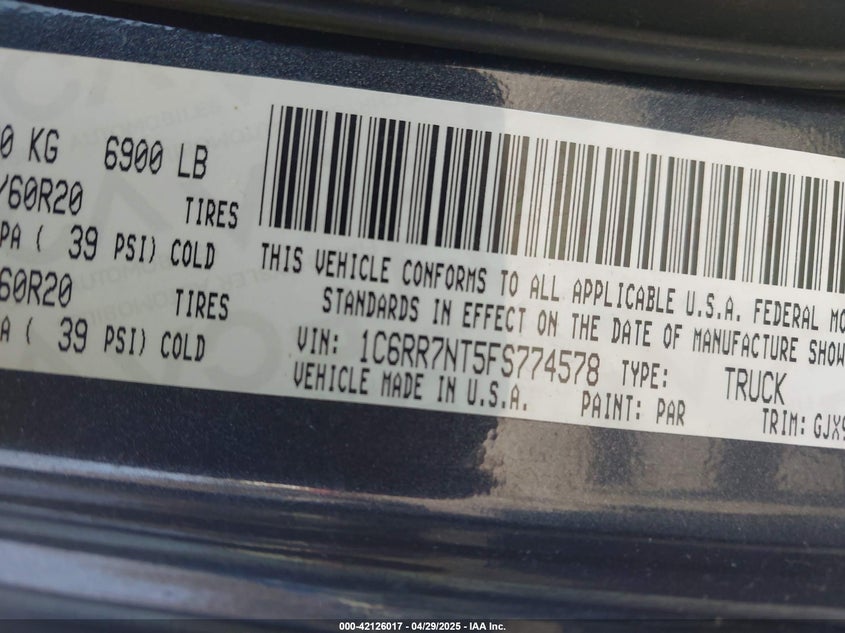 0 KG 6900 LB
/60R20 TIRES
PA ( 39 PSI) COLD
60R20 TIRES
A ( 39 PSI) COLD
THIS VEHICLE CONFORMS TO ALL APPLICABLE U.S.A. FEDERAL MO
STANDARDS IN EFFECT ON THE DATE OF MANUFACTURE SHOW
VIN: 1C6RR7NT5FS774578 TYPE: TRUCK
VEHICLE MADE IN U.S.A. PAINT: PAR TRIM: GJX9
000-42126017 - 04/29/2025 - IAA Inc.